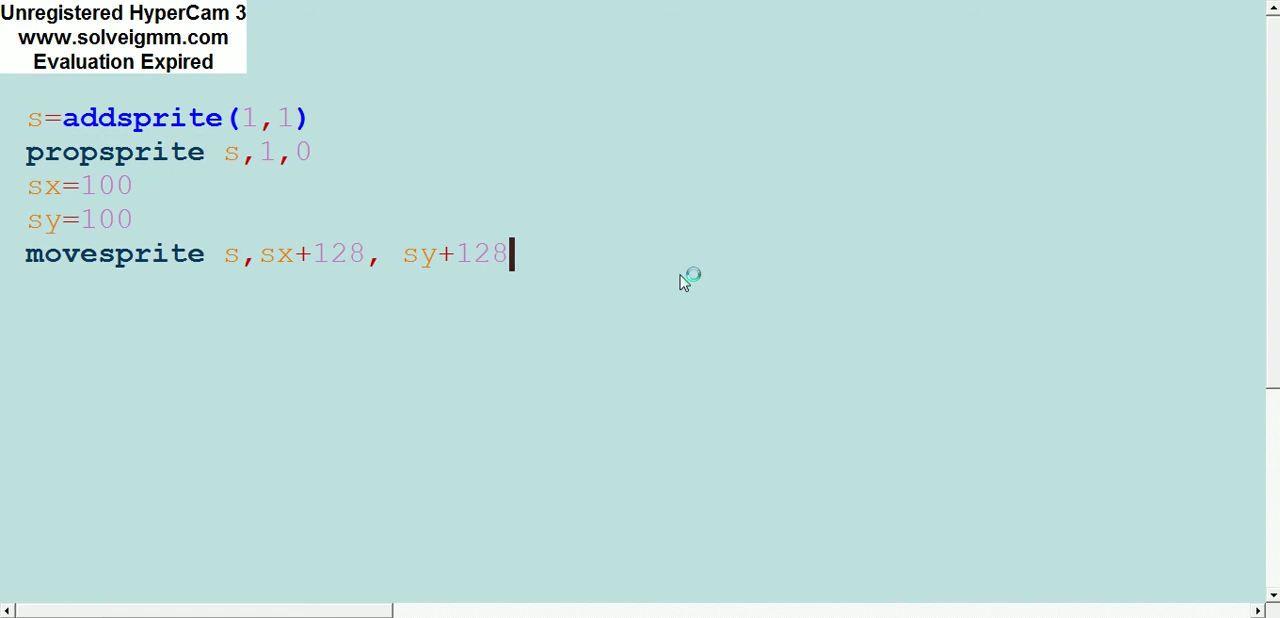 Unregistered HyperCam 3
www.solveigmm.com
Evaluation Expired
s=addsprite(1,1)
propsprite s,1,0
sx=100
sy=100
movesprite s,sx+128, sy+128